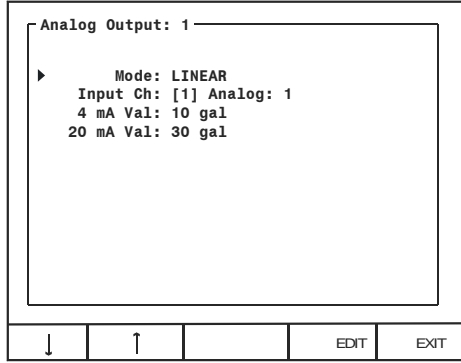 Analog Output: 1
Mode: LINEAR
Input Ch: [1] Analog: 1
4 mA Val: 10 gal
20 mA Val: 30 gal
↓ ↑ EDIT EXIT